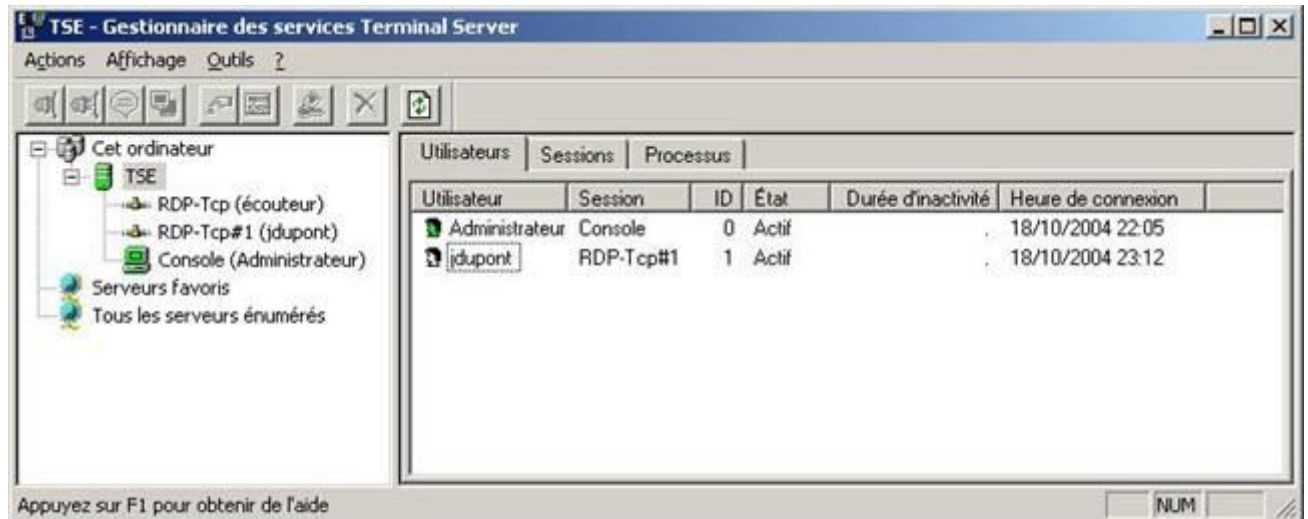 TSE - Gestionnaire des services Terminal Server
Actions Affichage Outils ?
Cet ordinateur
TSE
RDP-Tcp (écouteur)
RDP-Tcp#1 (jdupont)
Console (Administrateur)
Serveurs favoris
Tous les serveurs énumérés
Utilisateurs Sessions Processus
Utilisateur Session ID État Durée d'inactivité Heure de connexion
Administrateur Console 0 Actif . 18/10/2004 22:05
jdupont RDP-Tcp#1 1 Actif . 18/10/2004 23:12
Appuyez sur F1 pour obtenir de l'aide NUM